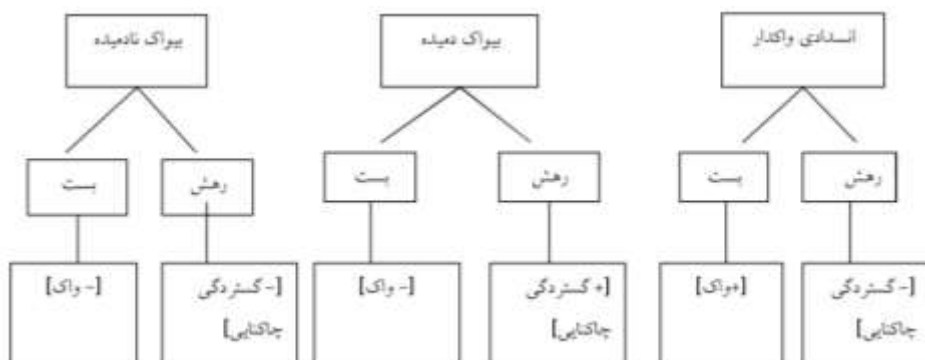 انسدادی واکدار
بیواک دمیده
بیواک نادمیده
رهش
بست
رهش
بست
رهش
بست
[- گستردگی
چاکنایی]
[+واک]
[+ گستردگی
چاکنایی]
[- واک]
[- گستردگی
چاکنایی]
[- واک]